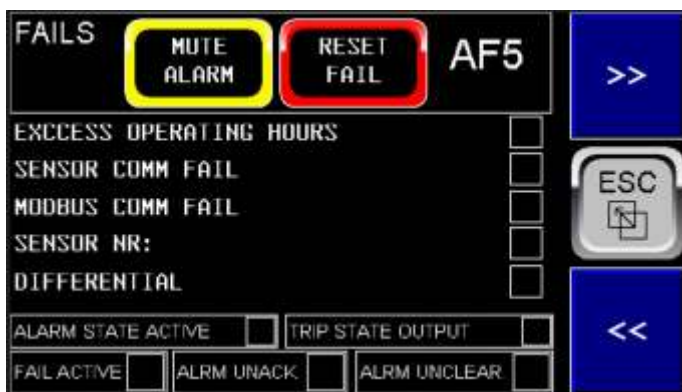 FAILS
MUTE
ALARM
RESET
FAIL
AF5
>>
EXCCESS OPERATING HOURS
SENSOR COMM FAIL
MODBUS COMM FAIL
SENSOR NR:
DIFFERENTIAL
ESC
ALARM STATE ACTIVE
TRIP STATE OUTPUT
<<
FAIL ACTIVE
ALRM UNACK
ALRM UNCLEAR